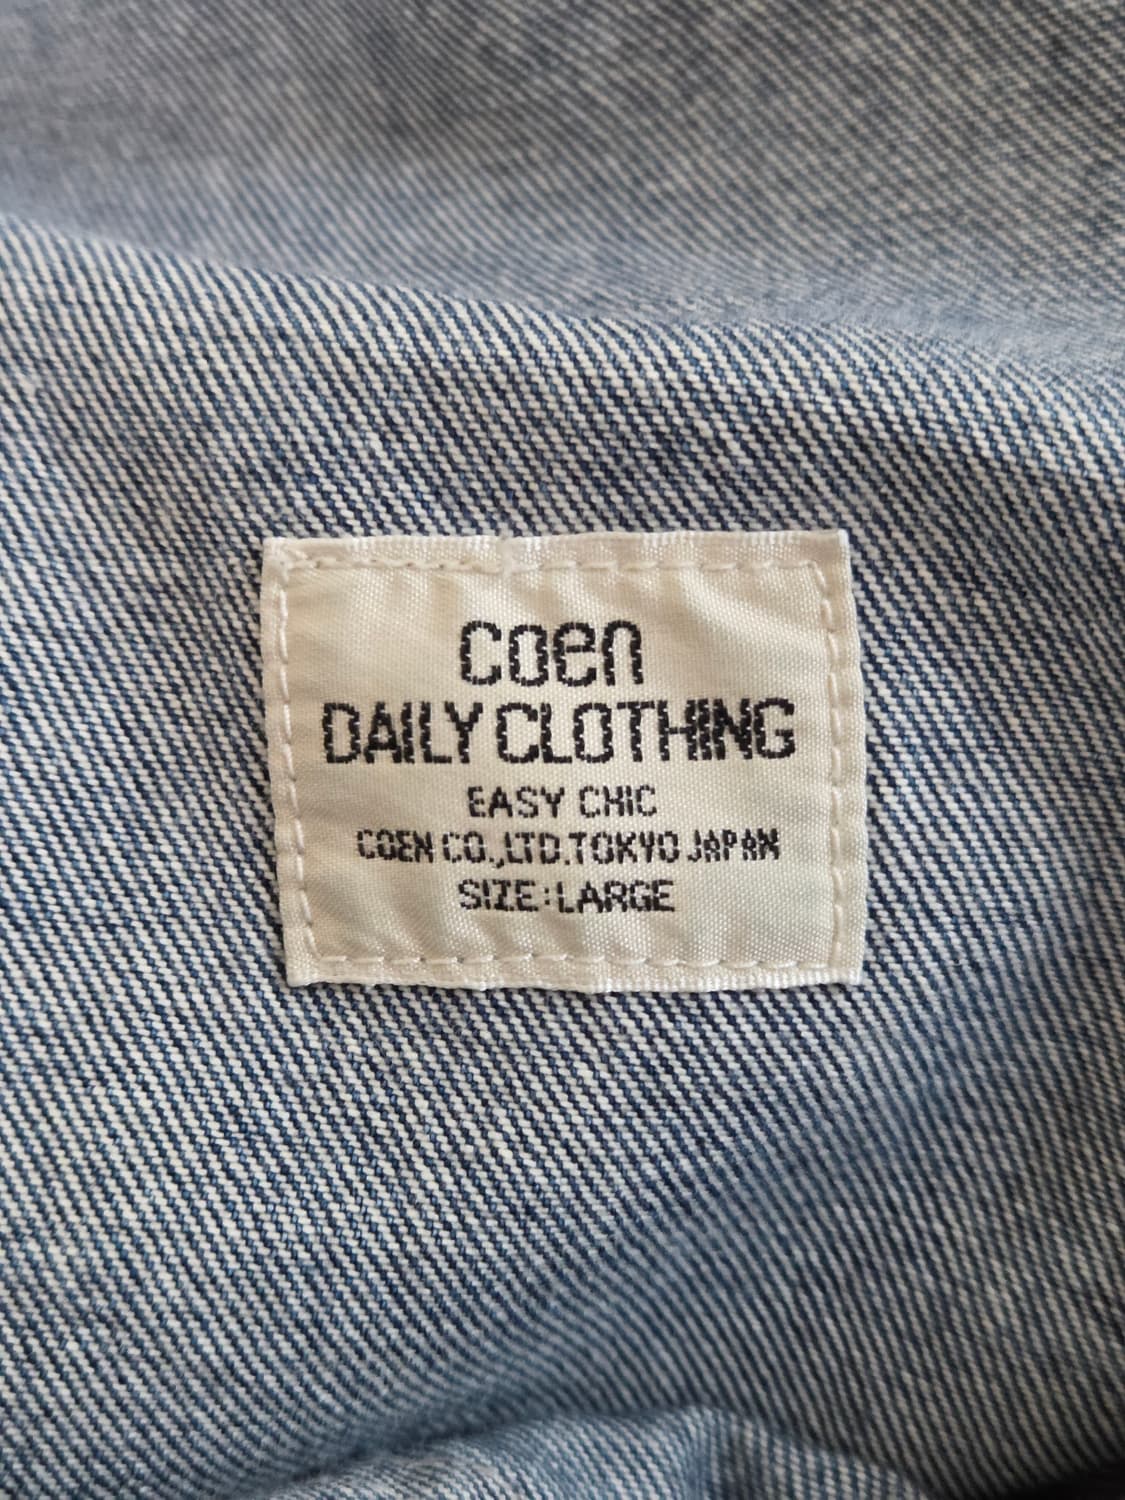 coen
DAILY CLOTHING
EASY CHIC
COEN CO.,LTD.TOKYO JAPAN
SIZE:LARGE